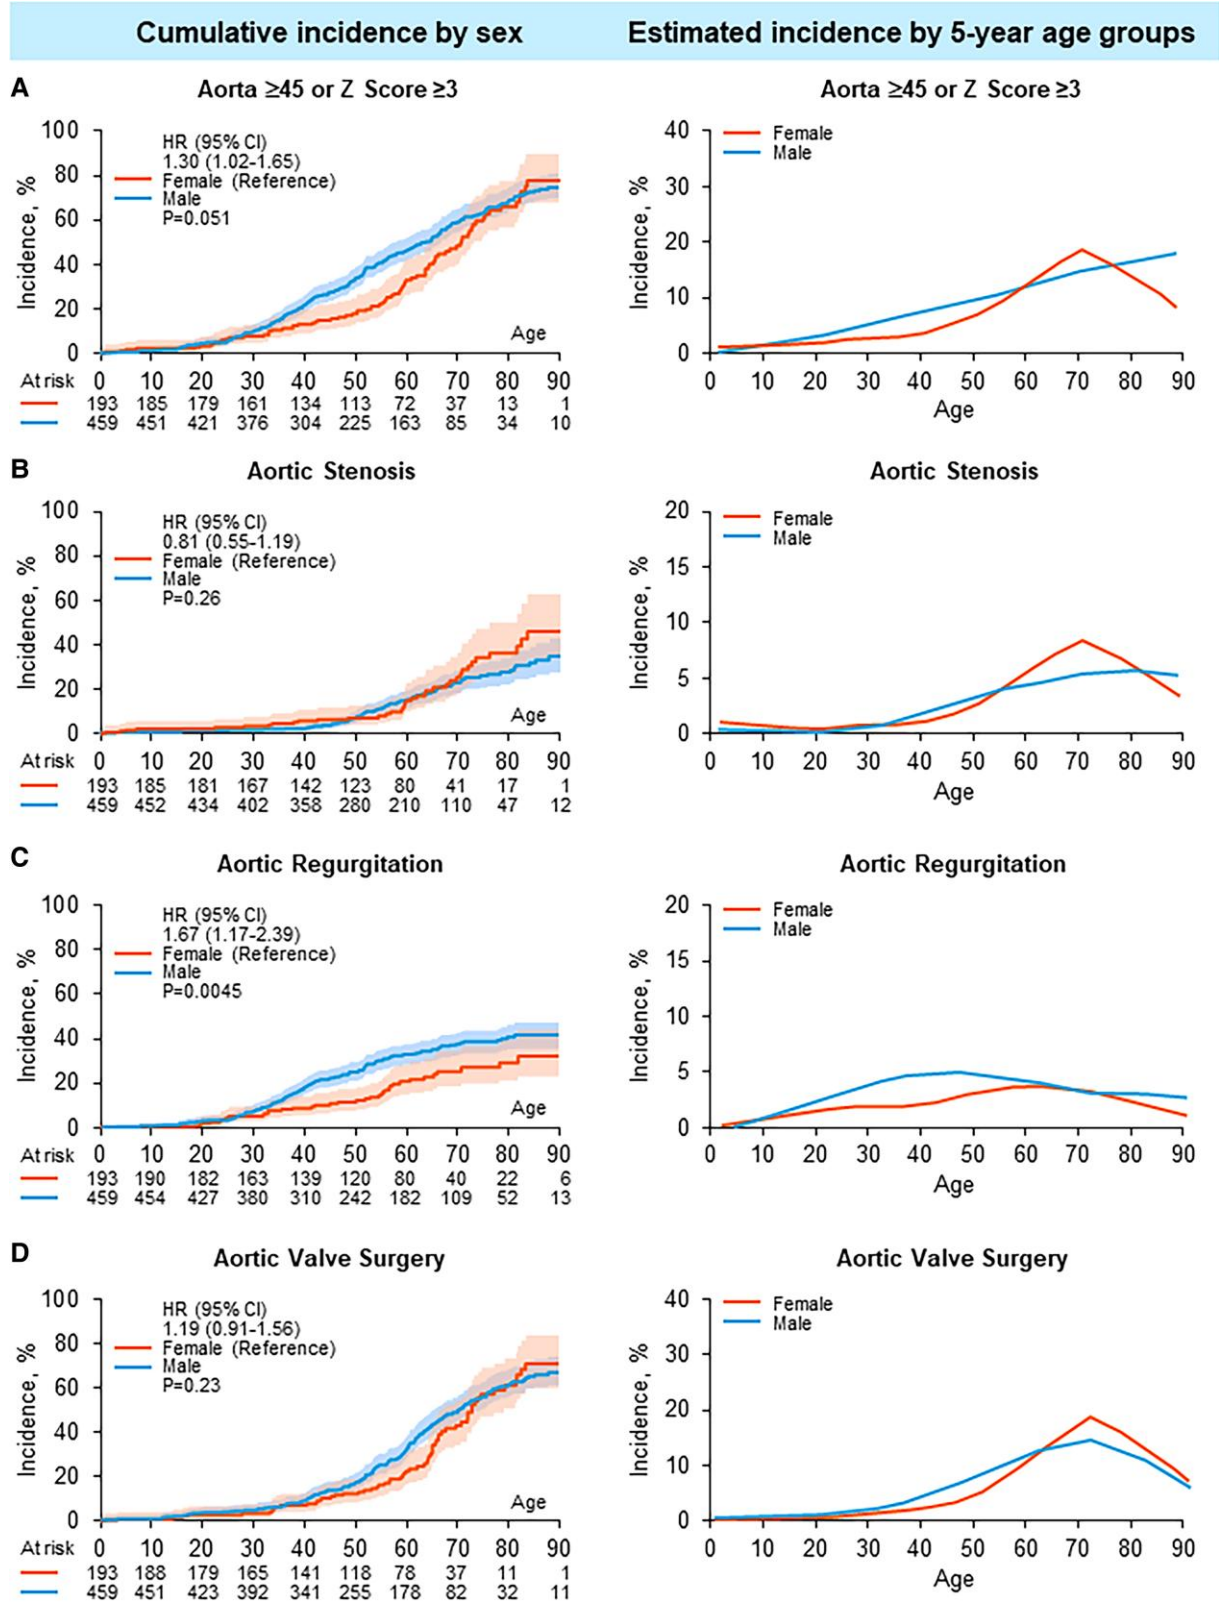 Cumulative incidence by sex
Estimated incidence by 5-year age groups
A
Aorta ≥45 or Z Score ≥3
HR (95% CI)
1.30 (1.02-1.65)
Female (Reference)
Male
P=0.051
Incidence, %
100
80
60
40
20
0
Age
0 10 20 30 40 50 60 70 80 90
At risk
193 185 179 161 134 113 72 37 13 1
459 451 421 376 304 225 163 85 34 10
Aorta ≥45 or Z Score ≥3
Female
Male
Incidence, %
40
30
20
10
0
0 10 20 30 40 50 60 70 80 90
Age
B
Aortic Stenosis
HR (95% CI)
0.81 (0.55-1.19)
Female (Reference)
Male
P=0.26
Incidence, %
100
80
60
40
20
0
Age
0 10 20 30 40 50 60 70 80 90
At risk
193 185 181 167 142 123 80 41 17 1
459 452 434 402 358 280 210 110 47 12
Aortic Stenosis
Female
Male
Incidence, %
20
15
10
5
0
0 10 20 30 40 50 60 70 80 90
Age
C
Aortic Regurgitation
HR (95% CI)
1.67 (1.17-2.39)
Female (Reference)
Male
P=0.0045
Incidence, %
100
80
60
40
20
0
Age
0 10 20 30 40 50 60 70 80 90
At risk
193 190 182 163 139 120 80 40 22 6
459 454 427 380 310 242 182 109 52 13
Aortic Regurgitation
Female
Male
Incidence, %
20
15
10
5
0
0 10 20 30 40 50 60 70 80 90
Age
D
Aortic Valve Surgery
HR (95% CI)
1.19 (0.91-1.56)
Female (Reference)
Male
P=0.23
Incidence, %
100
80
60
40
20
0
Age
0 10 20 30 40 50 60 70 80 90
At risk
193 188 179 165 141 118 78 37 11 1
459 451 423 392 341 255 178 82 32 11
Aortic Valve Surgery
Female
Male
Incidence, %
40
30
20
10
0
0 10 20 30 40 50 60 70 80 90
Age